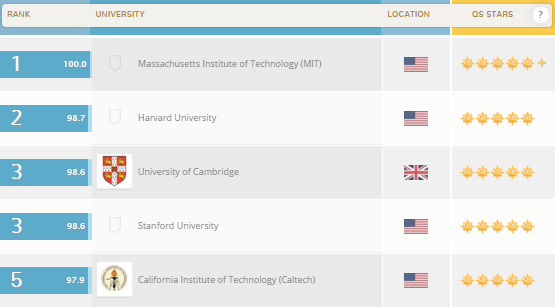 RANK UNIVERSITY LOCATION QS STARS ?
1 100.0 Massachusetts Institute of Technology (MIT) +
2 98.7 Harvard University
3 98.6 University of Cambridge
3 98.6 Stanford University
5 97.9 California Institute of Technology (Caltech)